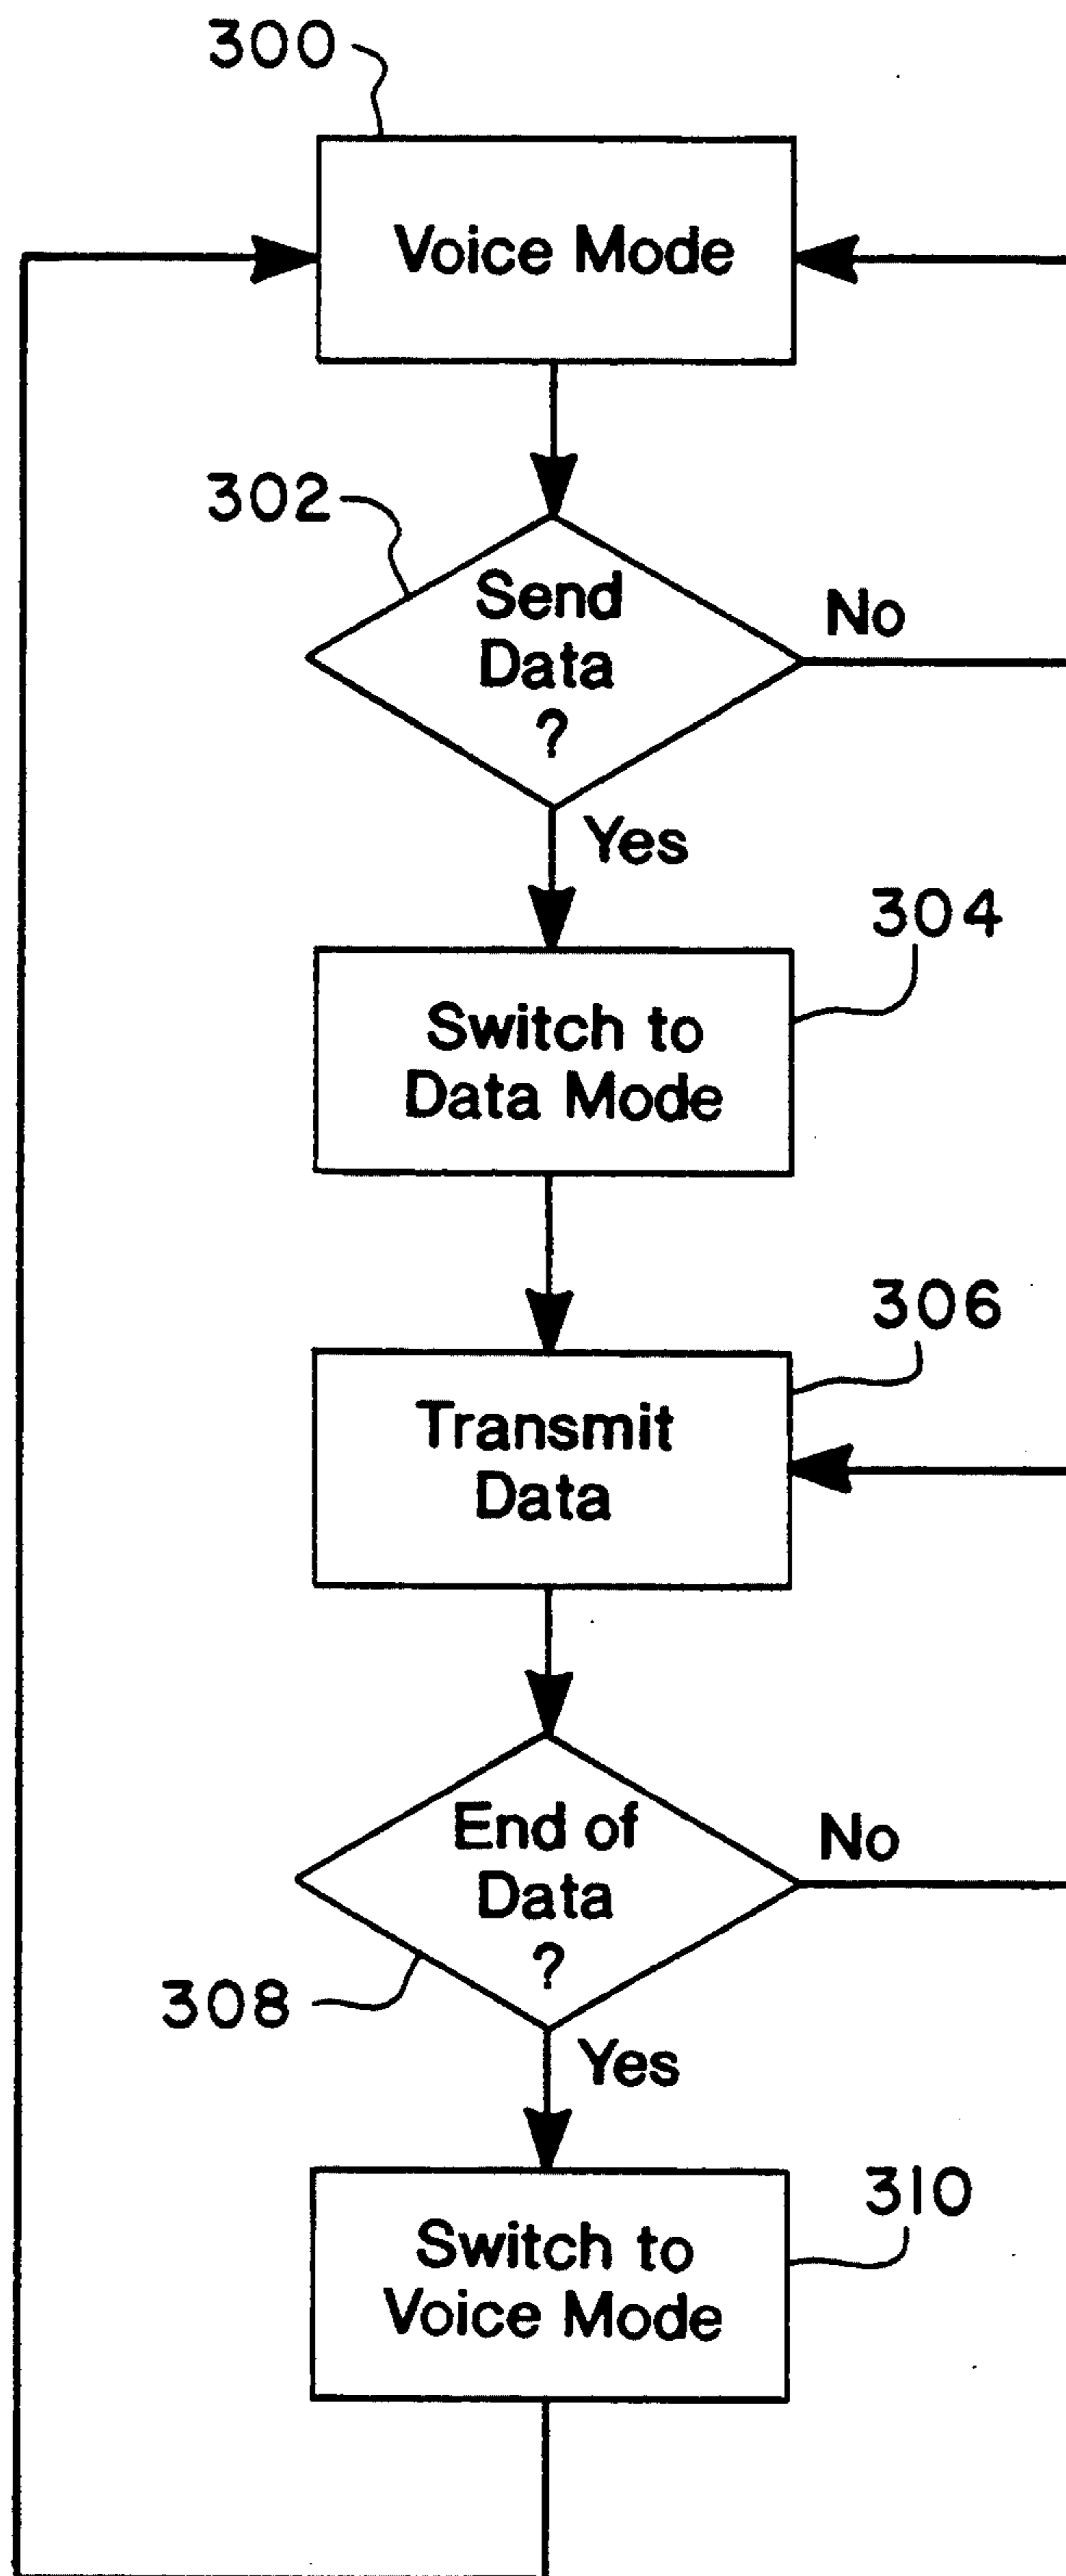 300
Voice Mode
302
Send
Data
?
No
Yes
304
Switch to
Data Mode
306
Transmit
Data
End of
Data
?
No
308
Yes
310
Switch to
Voice Mode